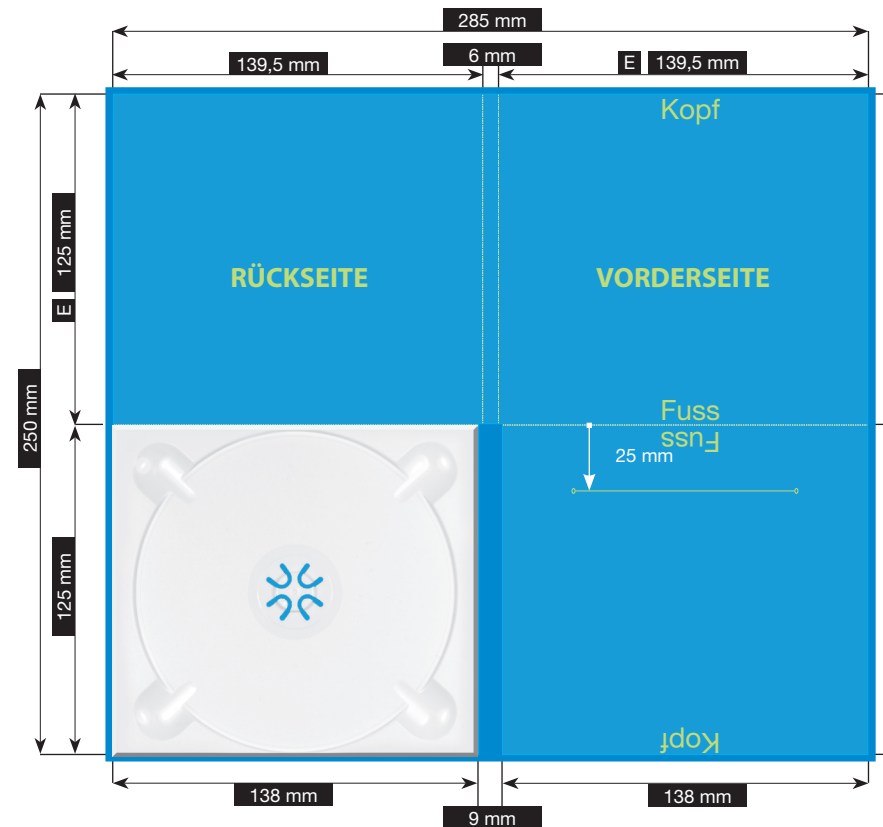 285 mm
6 mm
139,5 mm
E 139,5 mm
Kopf
125 mm
E
RÜCKSEITE
VORDERSEITE
250 mm
Fuss
Fuss
25 mm
125 mm
Kopf
138 mm
138 mm
9 mm